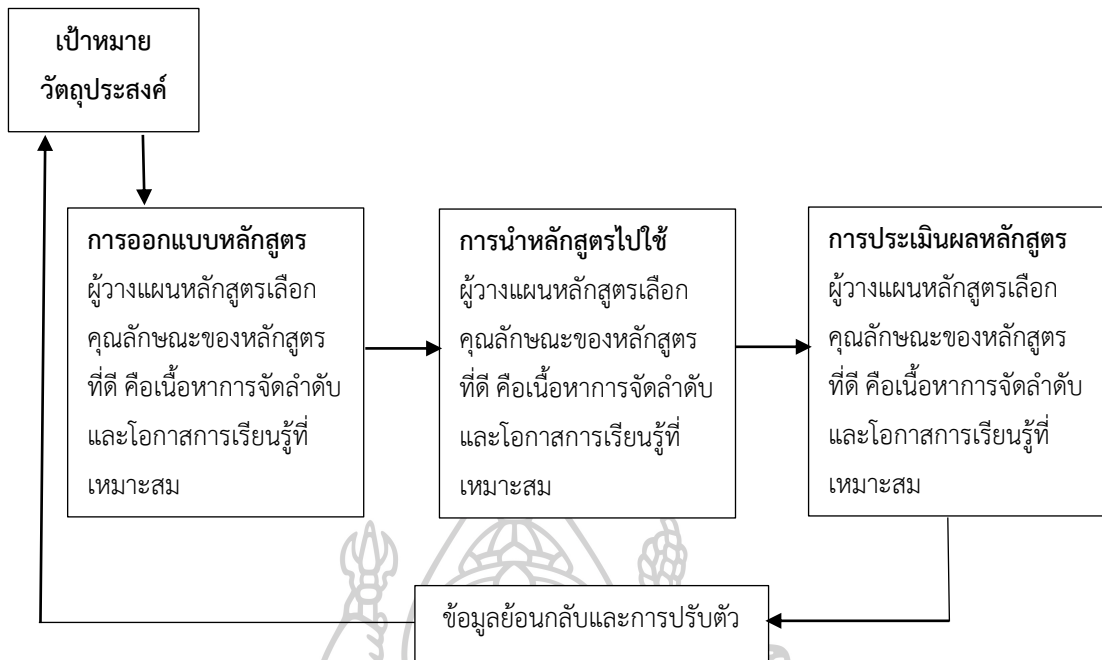 เป้าหมาย
วัตถุประสงค์
การออกแบบหลักสูตร
ผู้วางแผนหลักสูตรเลือก
คุณลักษณะของหลักสูตร
ที่ดี คือเนื้อหาการจัดลำดับ
และโอกาสการเรียนรู้ที่
เหมาะสม
การนำหลักสูตรไปใช้
ผู้วางแผนหลักสูตรเลือก
คุณลักษณะของหลักสูตร
ที่ดี คือเนื้อหาการจัดลำดับ
และโอกาสการเรียนรู้ที่
เหมาะสม
การประเมินผลหลักสูตร
ผู้วางแผนหลักสูตรเลือก
คุณลักษณะของหลักสูตร
ที่ดี คือเนื้อหาการจัดลำดับ
และโอกาสการเรียนรู้ที่
เหมาะสม
ข้อมูลย้อนกลับและการปรับตัว